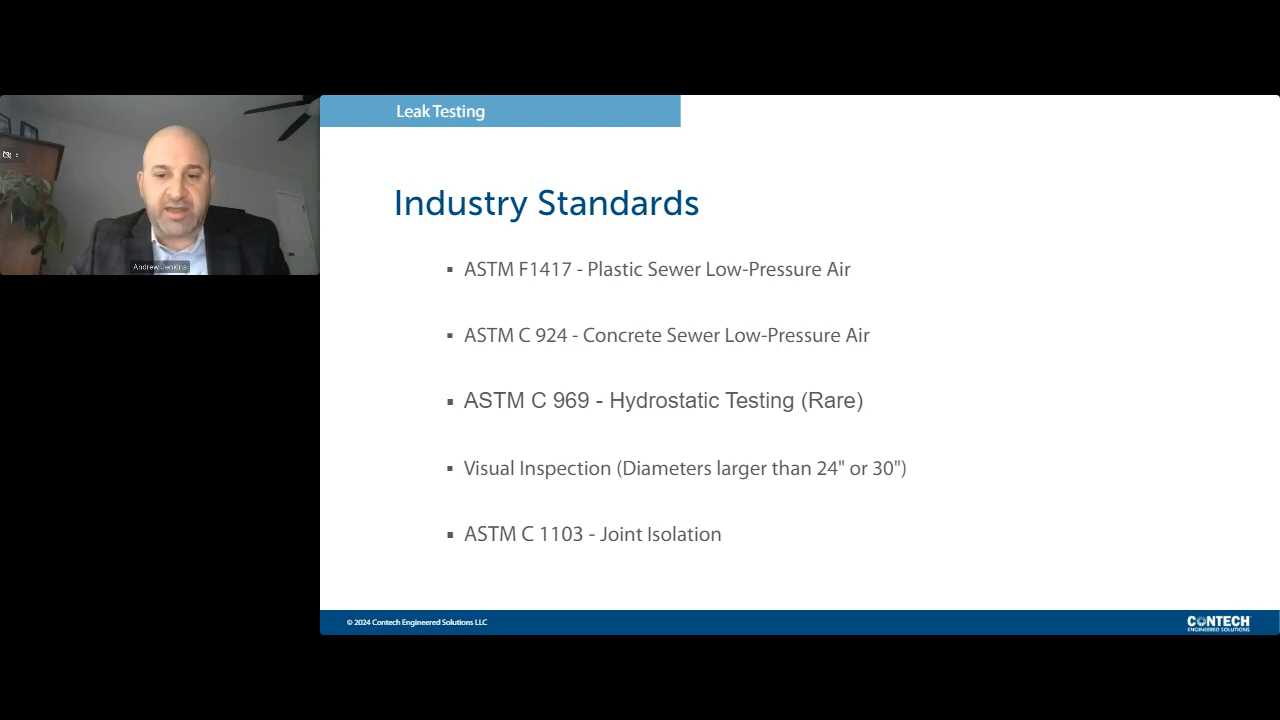 Leak Testing
Industry Standards
▪ ASTM F1417 - Plastic Sewer Low-Pressure Air
▪ ASTM C 924 - Concrete Sewer Low-Pressure Air
▪ ASTM C 969 - Hydrostatic Testing (Rare)
▪ Visual Inspection (Diameters larger than 24" or 30")
▪ ASTM C 1103 - Joint Isolation
Andrew Jenkins
© 2024 Contech Engineered Solutions LLC
CONTECH
ENGINEERED SOLUTIONS